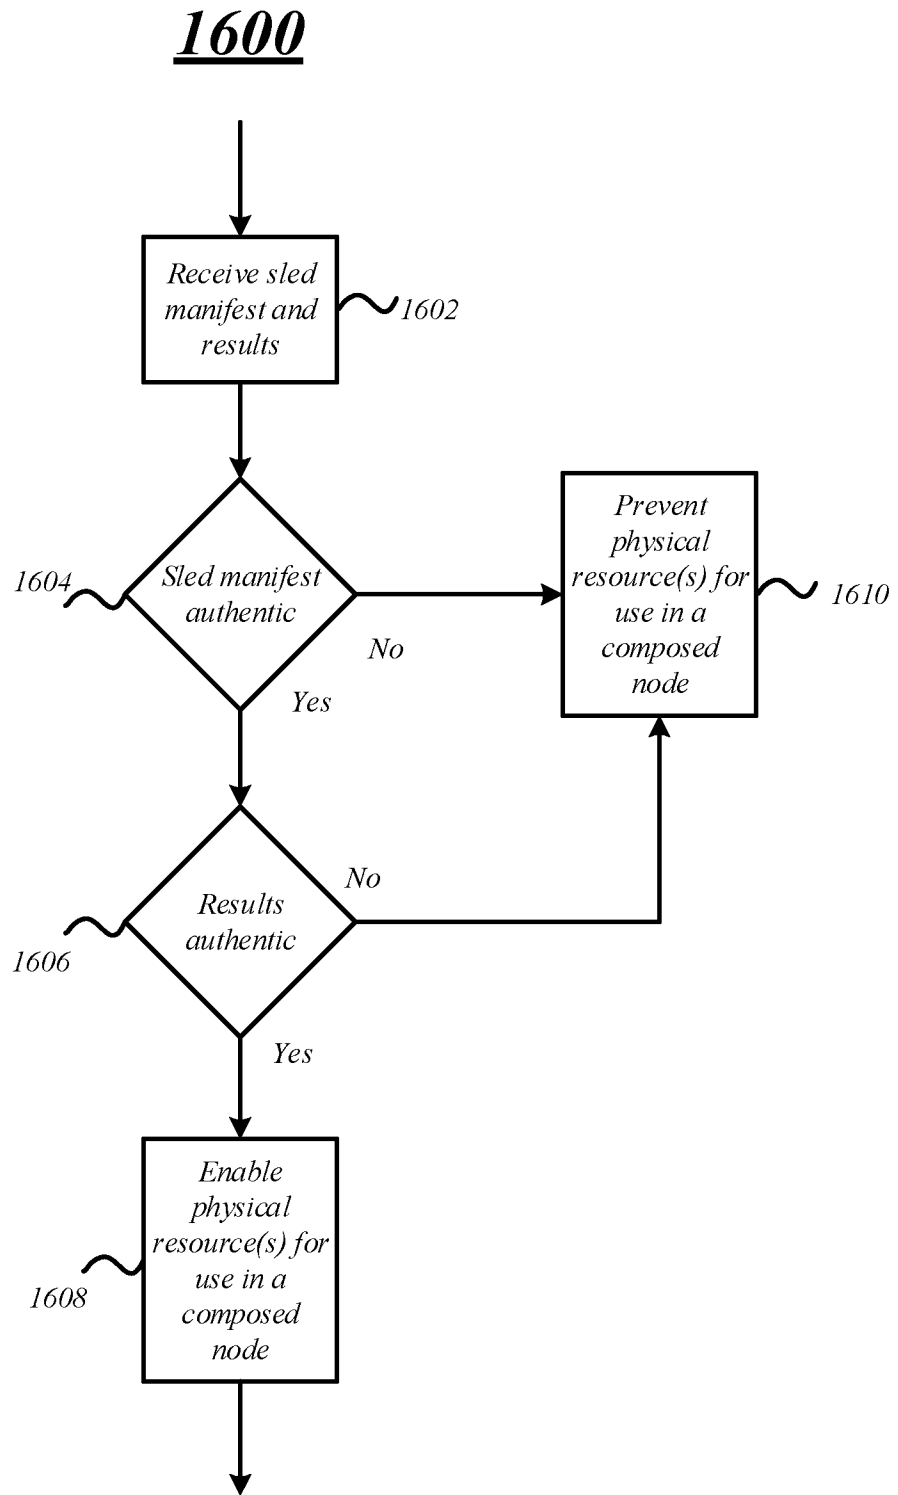 1600
Receive sled
manifest and
results
1602
Sled manifest
authentic
1604
No
Yes
Prevent
physical
resource(s) for
use in a
composed
node
1610
Results
authentic
1606
No
Yes
Enable
physical
resource(s) for
use in a
composed
node
1608